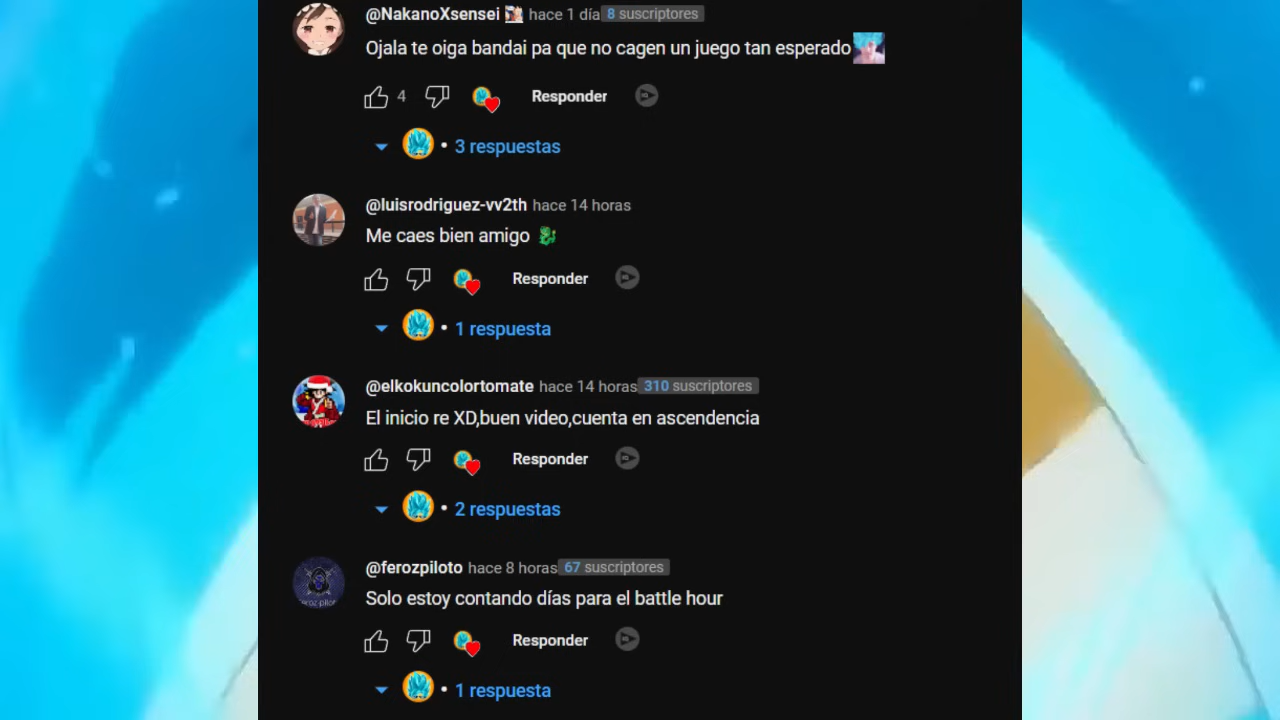 @NakanoXsensei hace 1 día 8 suscriptores
Ojala te oiga bandai pa que no cagen un juego tan esperado
4 Responder
• 3 respuestas
@luisrodriguez-vv2th hace 14 horas
Me caes bien amigo 🐉
Responder
• 1 respuesta
@elkokuncolortomate hace 14 horas 310 suscriptores
El inicio re XD,buen video,cuenta en ascendencia
Responder
• 2 respuestas
@ferozpiloto hace 8 horas 67 suscriptores
Solo estoy contando días para el battle hour
Responder
• 1 respuesta